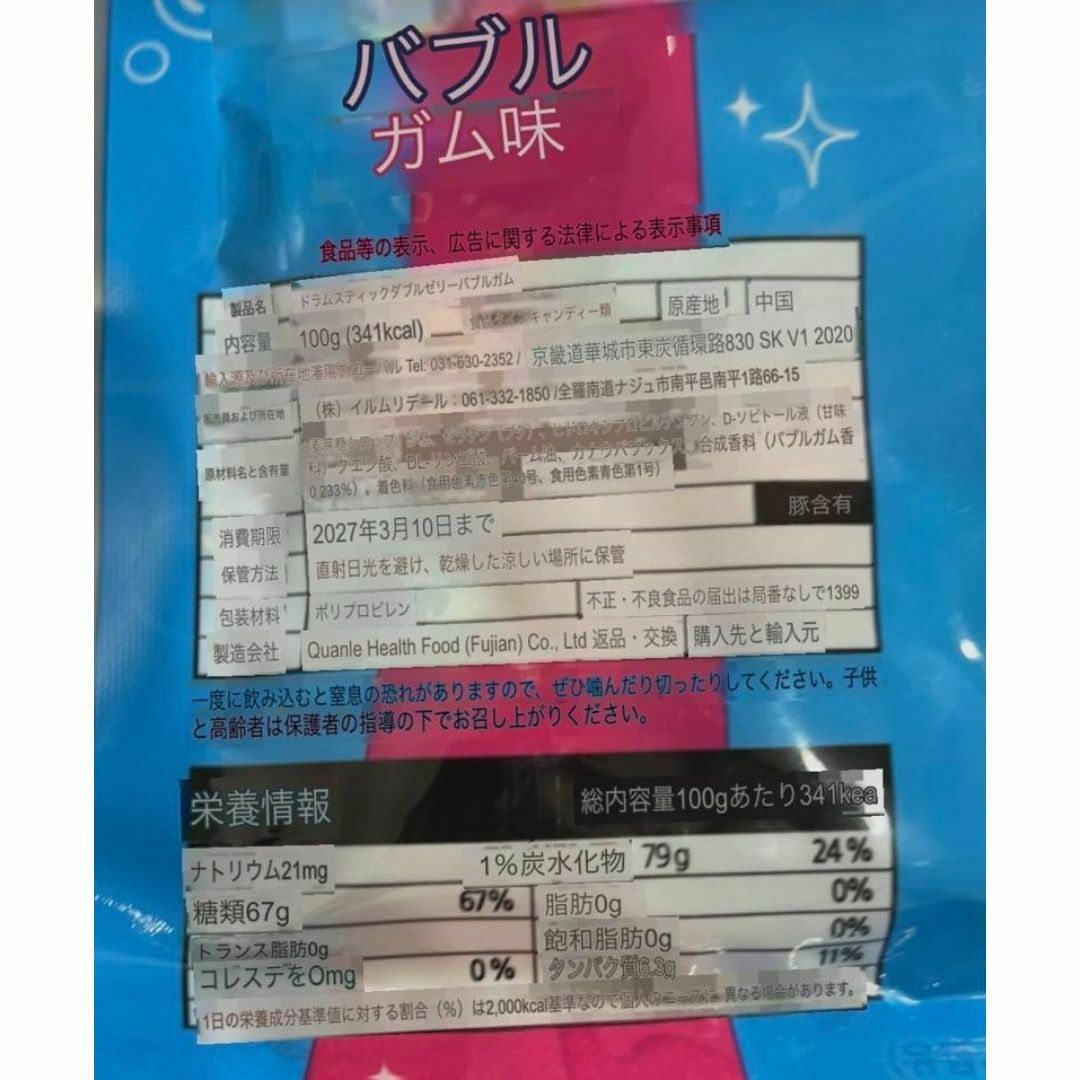 バブル
ガム味
食品等の表示、広告に関する法律による表示事項
製品名 ドラムスティックダブルゼリーバブルガム
内容量 100g (341kcal) キャンディー類 原産地 中国
輸入源及び所在地 Tel: 031-630-2352 / 京畿道華城市東炭循環路830 SK V1 2020
販売員および所在地 (株) イルムリデール：061-332-1850 /全羅南道ナジュ市南平邑南平1路66-15
D-ソビトール液（甘味
原材料名と含有量 料）クエン酸、DL-リンゴ酸、パーム油、カナウバワックス、合成香料（バブルガム香
0.233%）。着色料（食用色素赤色第40号、食用色素青色第1号）
豚含有
消費期限 2027年3月10日まで
保管方法 直射日光を避け、乾燥した涼しい場所に保管
包装材料 ポリプロピレン 不正・不良食品の届出は局番なしで1399
製造会社 Quanle Health Food (Fujian) Co., Ltd 返品・交換 購入先と輸入元
一度に飲み込むと窒息の恐れがありますので、ぜひ噛んだり切ったりしてください。子供
と高齢者は保護者の指導の下でお召し上がりください。
栄養情報 総内容量100gあたり341kea
ナトリウム21mg 1%炭水化物 79g 24%
糖類67g 67% 脂肪0g 0%
トランス脂肪0g 飽和脂肪0g 0%
コレステを0mg 0% タンパク質6.3g 11%
1日の栄養成分基準値に対する割合（%）は2,000kcal基準なので個人のニーズに 異なる場合があります。